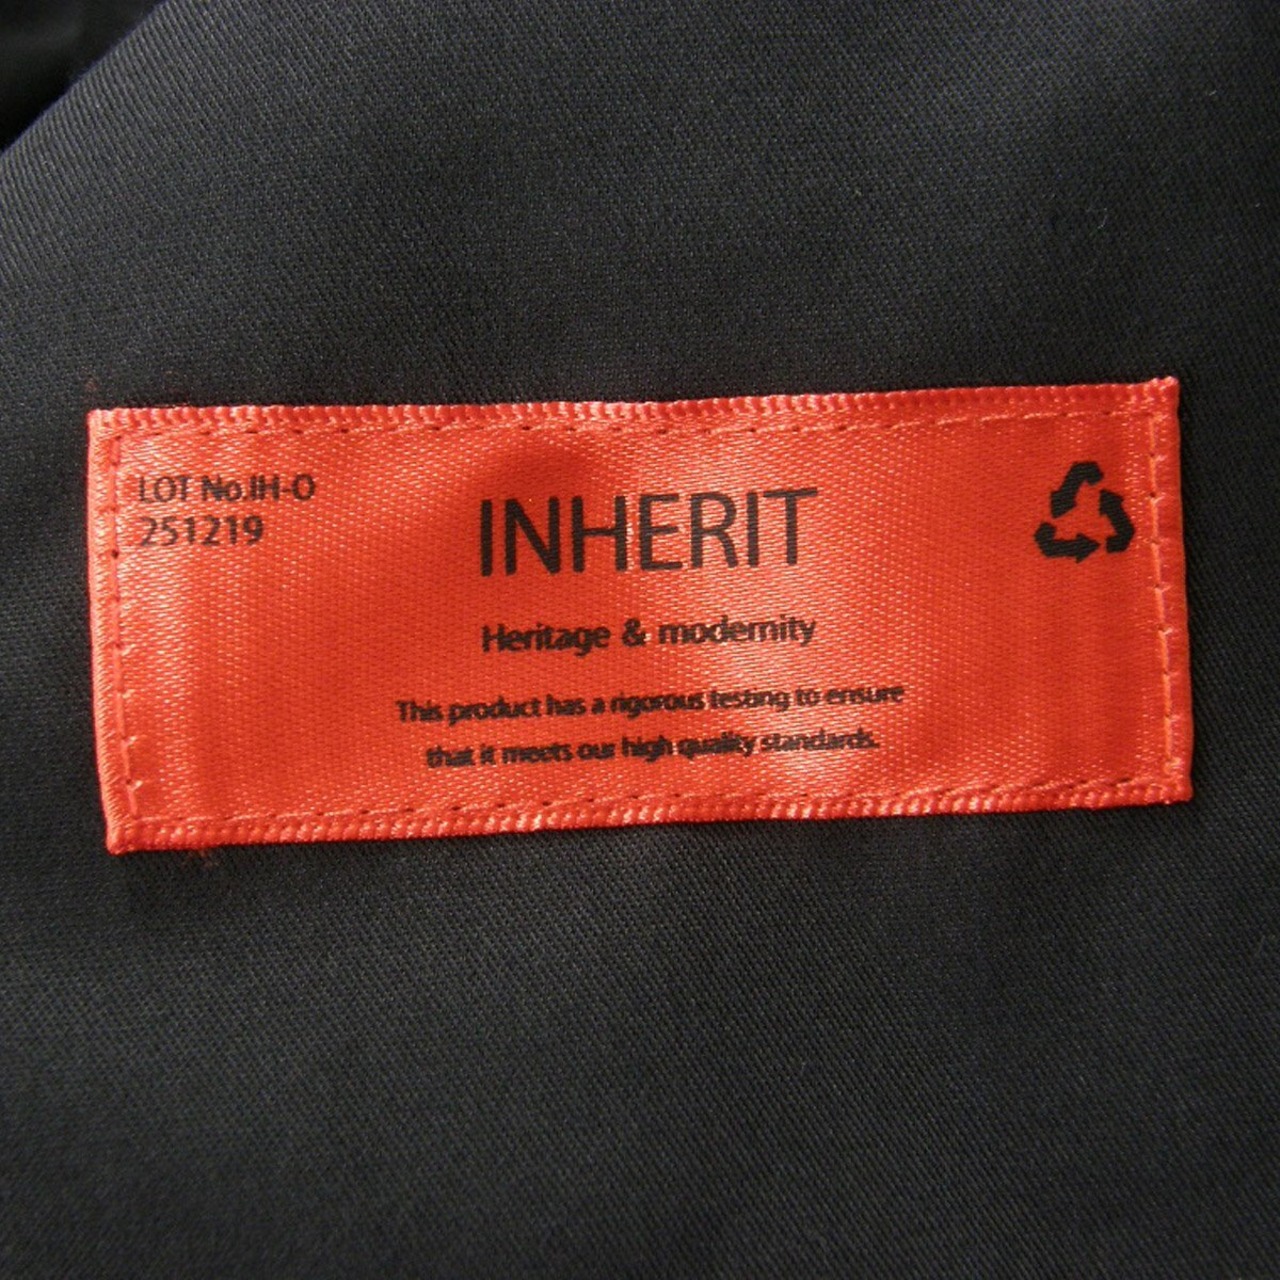 LOT No.IH-O
251219
INHERIT
Heritage & modernity
This product has a rigorous testing to ensure
that it meets our high quality standards.